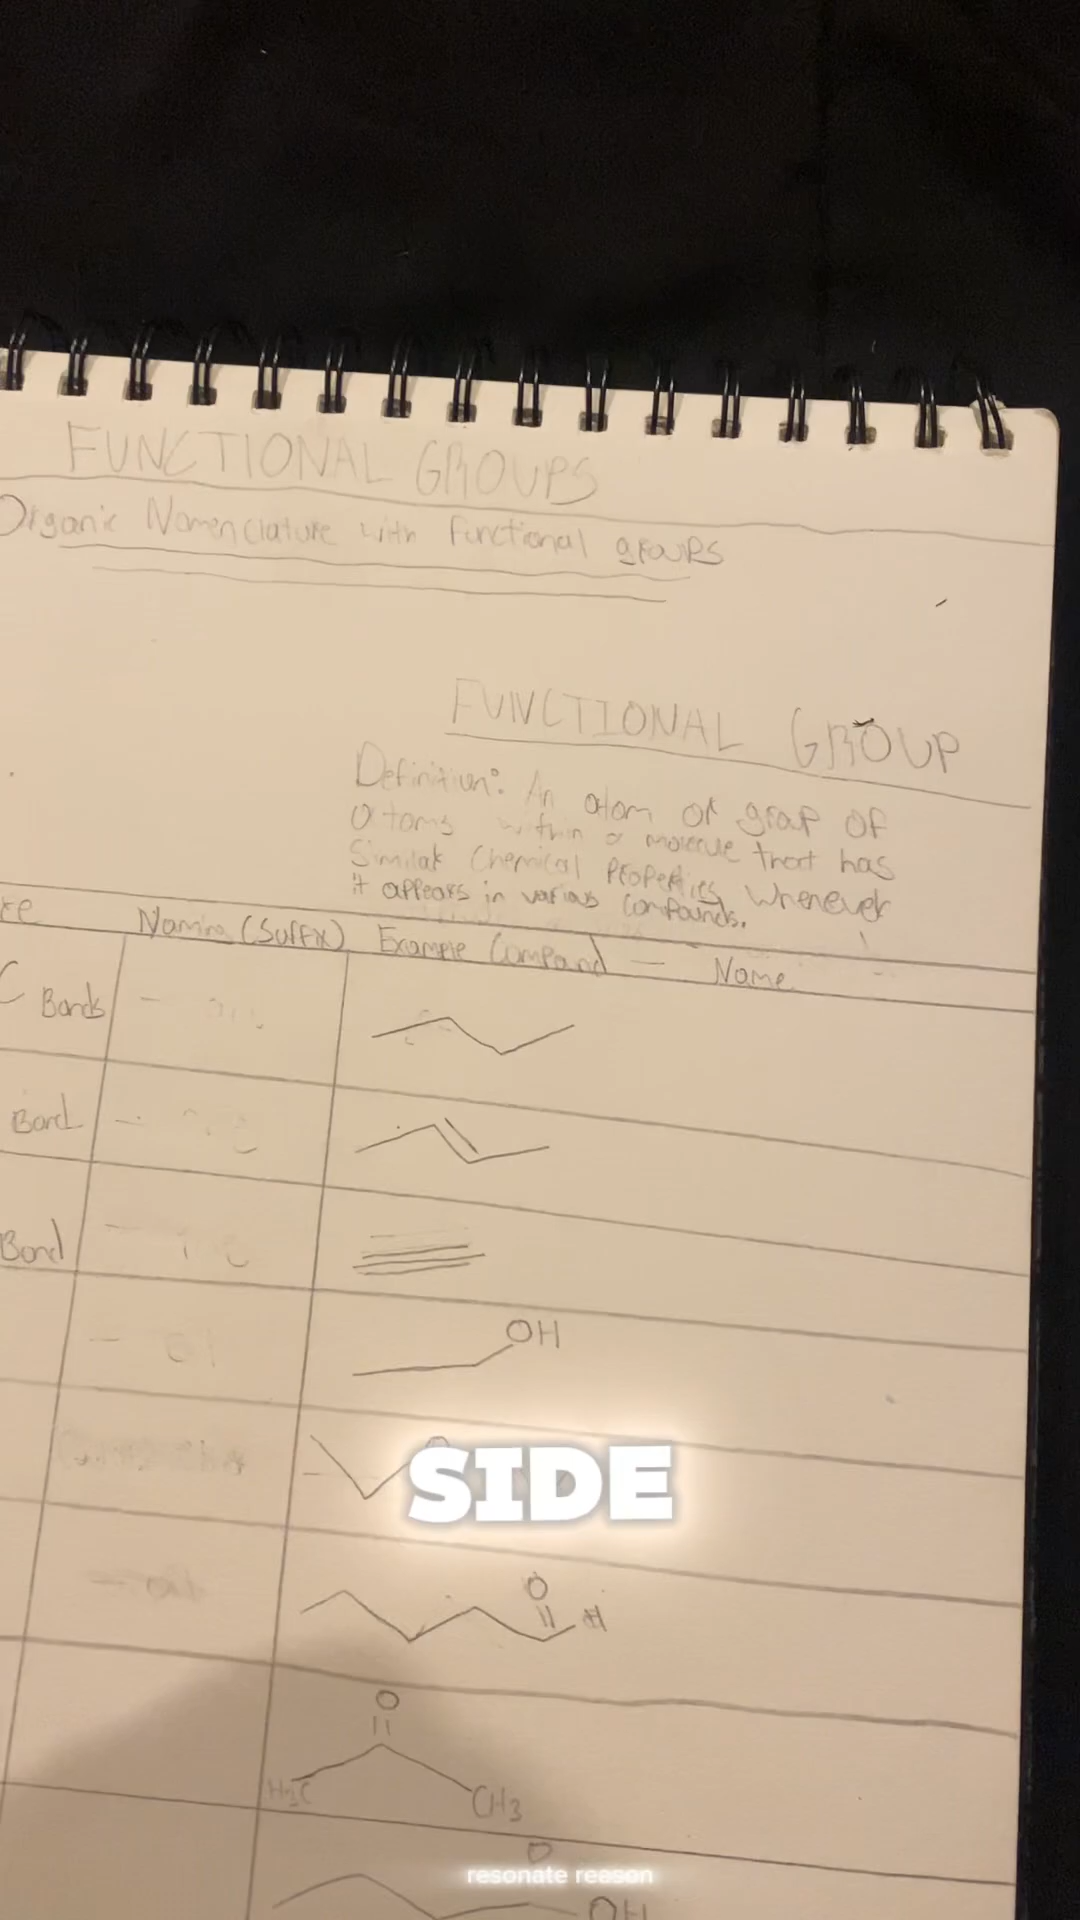 FUNCTIONAL GROUPS
Organic Nomenclature with functional groups
FUNCTIONAL GROUP
Definition: An atom or group of
atoms within a molecule that has
Similar Chemical Properties Whenever
it appears in various Compounds.
Naming (Suffix) Example Compound — Name
C Bonds
Bond
Bond
- ol
OH
SIDE
O
H
O
H3C
CH3
O
resonate reason
OH